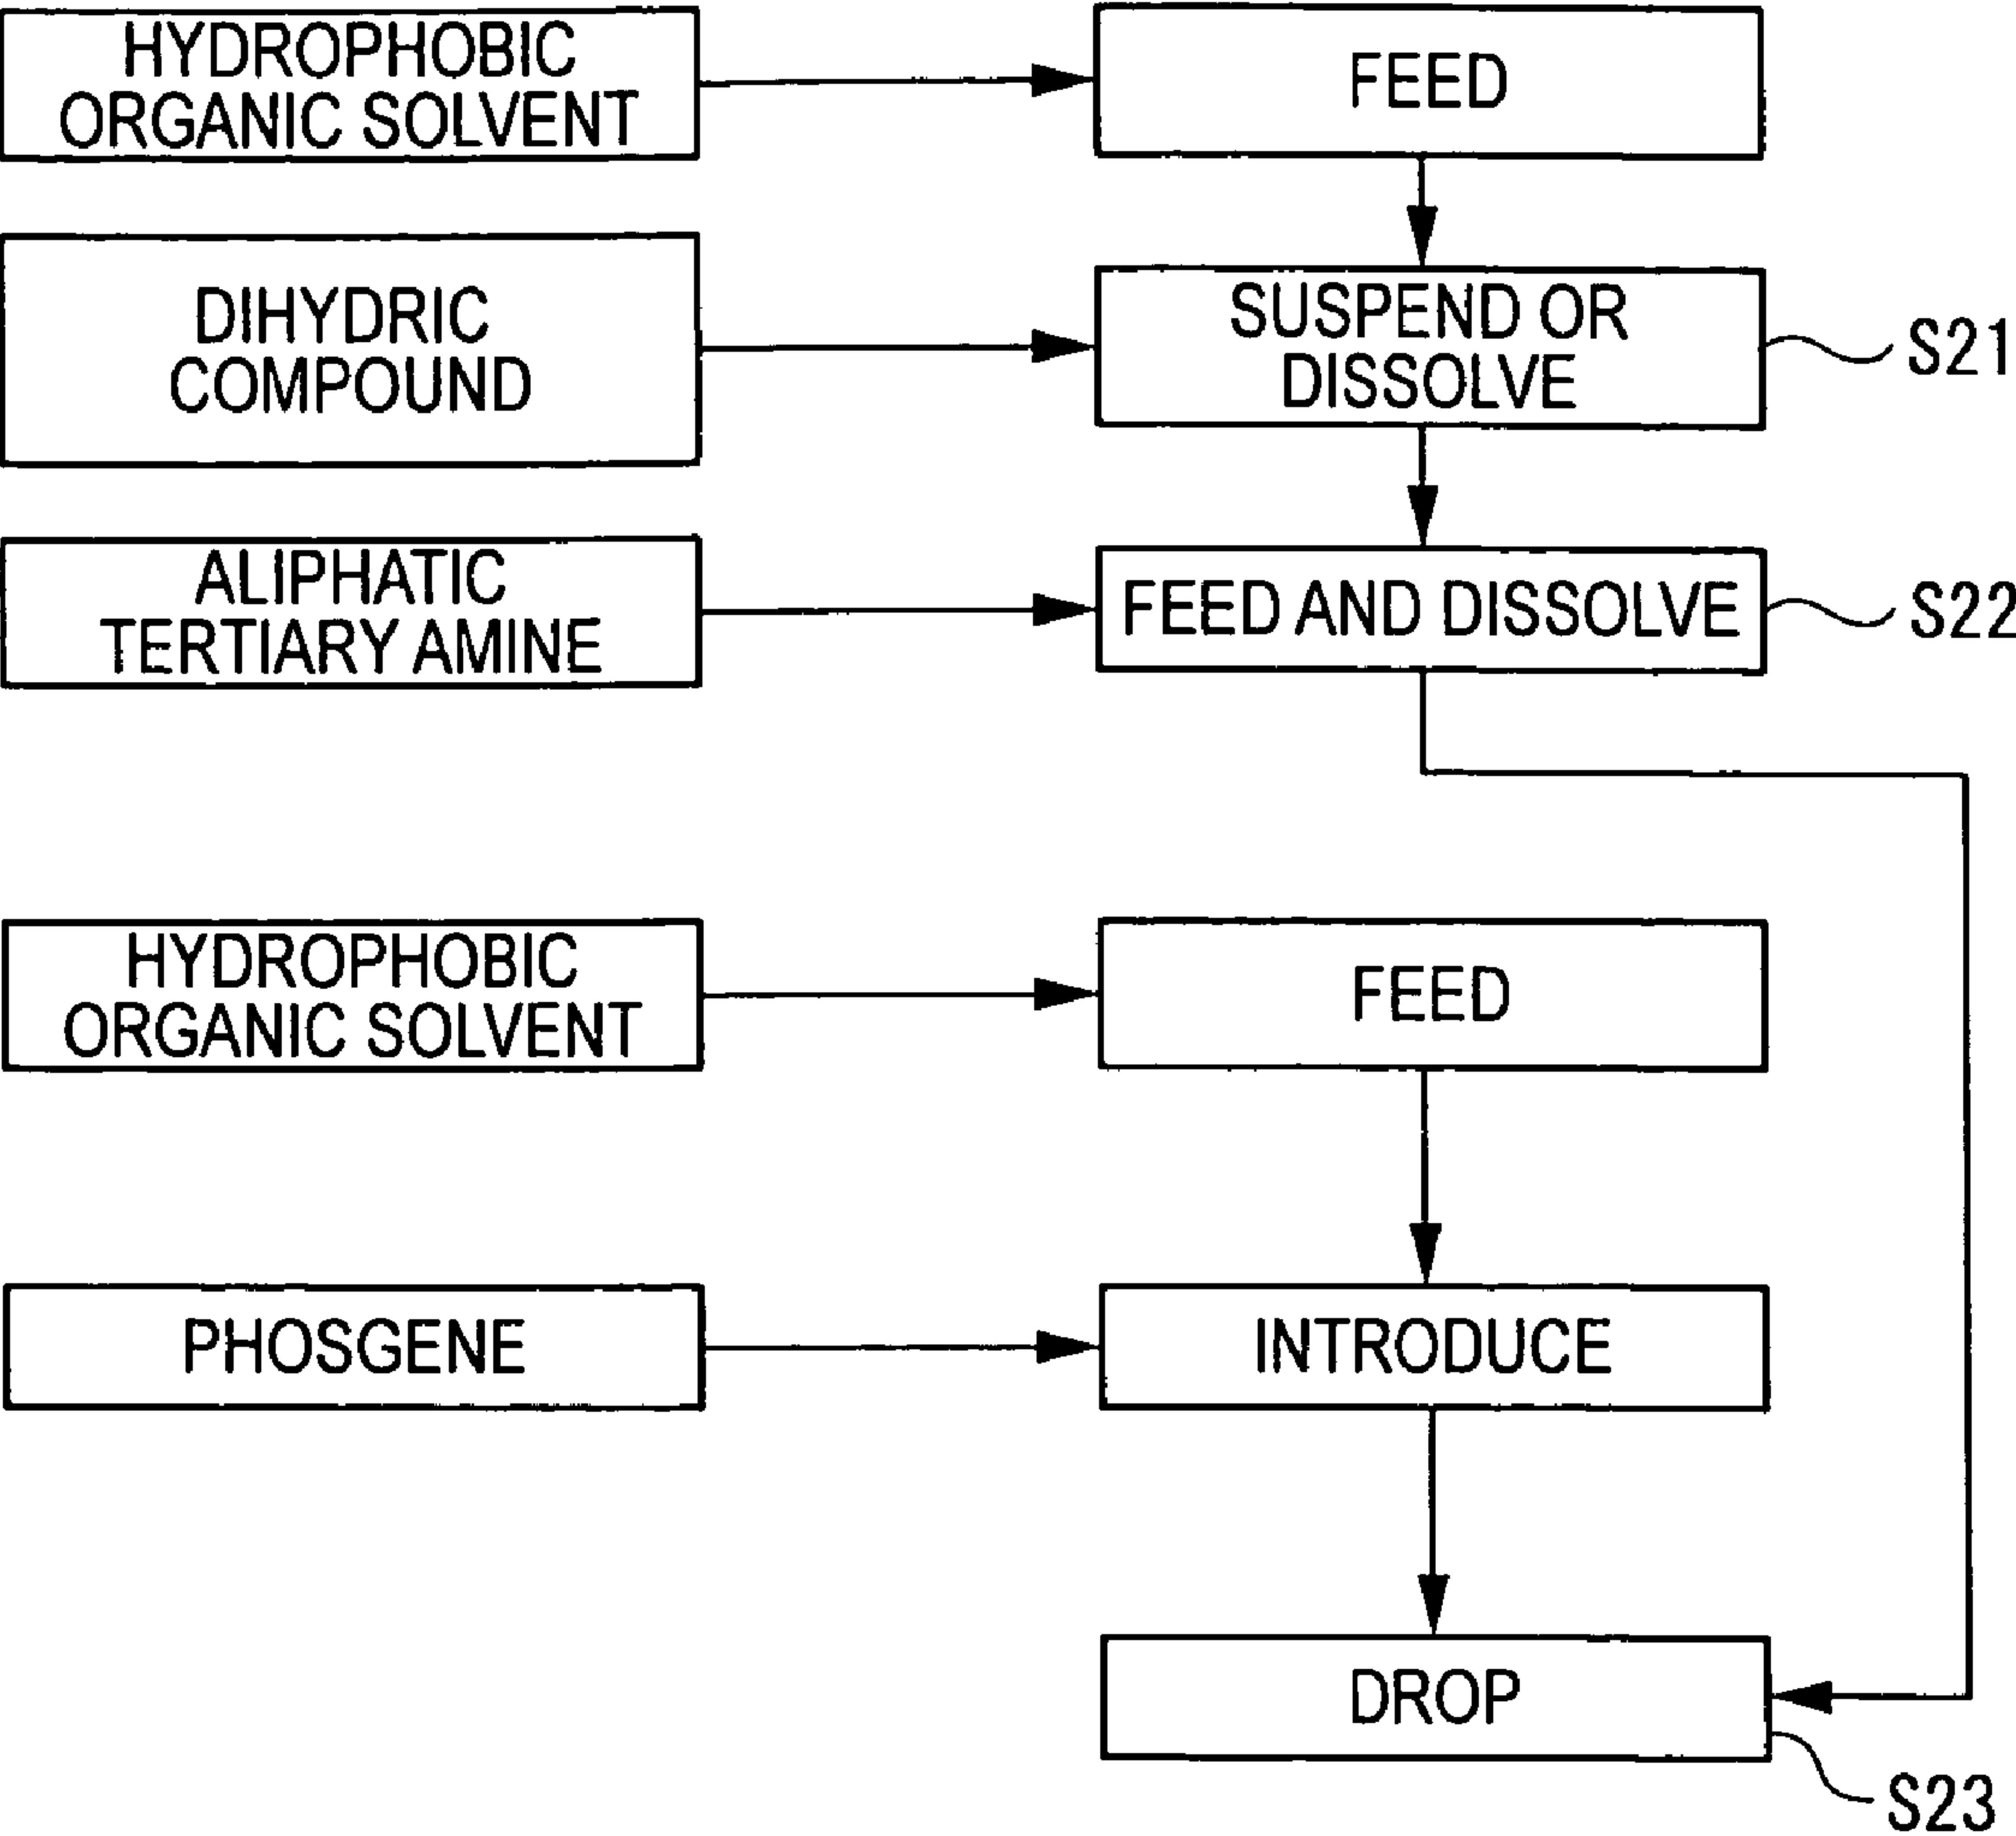 HYDROPHOBIC
ORGANIC SOLVENT
FEED
DIHYDRIC
COMPOUND
SUSPEND OR
DISSOLVE
S21
ALIPHATIC
TERTIARY AMINE
FEED AND DISSOLVE
S22
HYDROPHOBIC
ORGANIC SOLVENT
FEED
PHOSGENE
INTRODUCE
DROP
S23